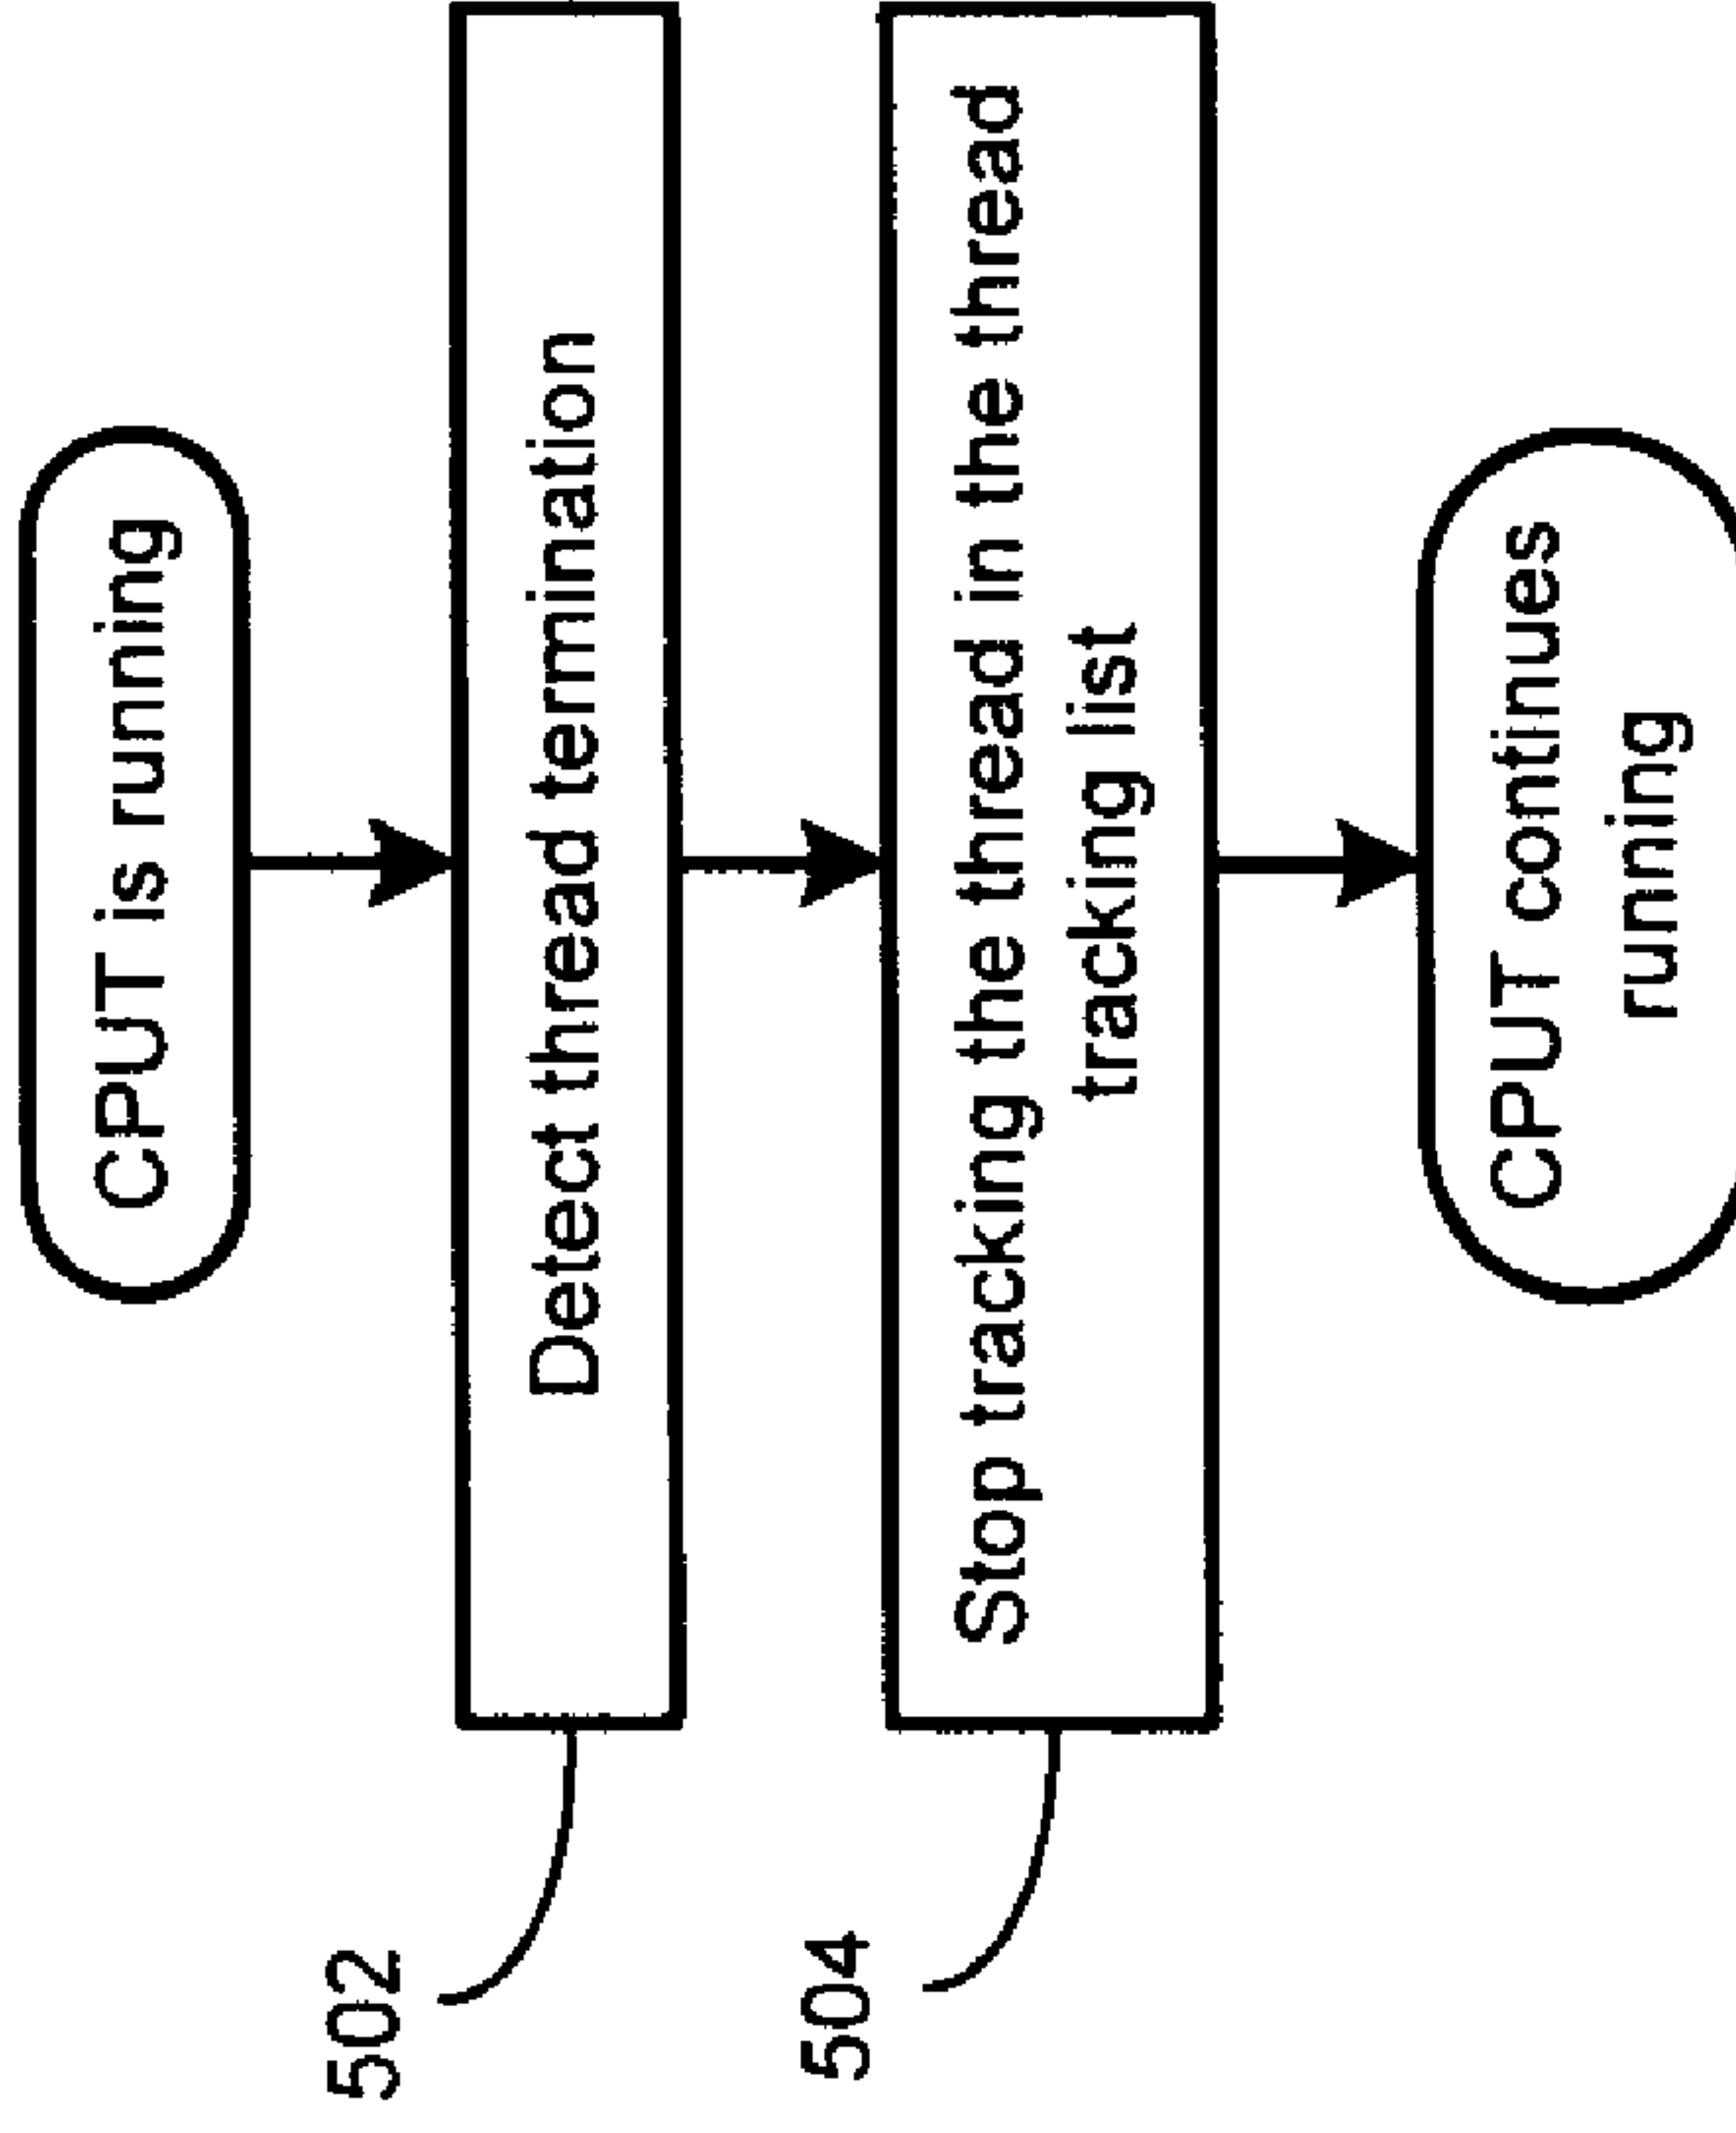 CPUT is running
502
Detect thread termination
504
Stop tracking the thread in the thread
tracking list
CPUT continues
running